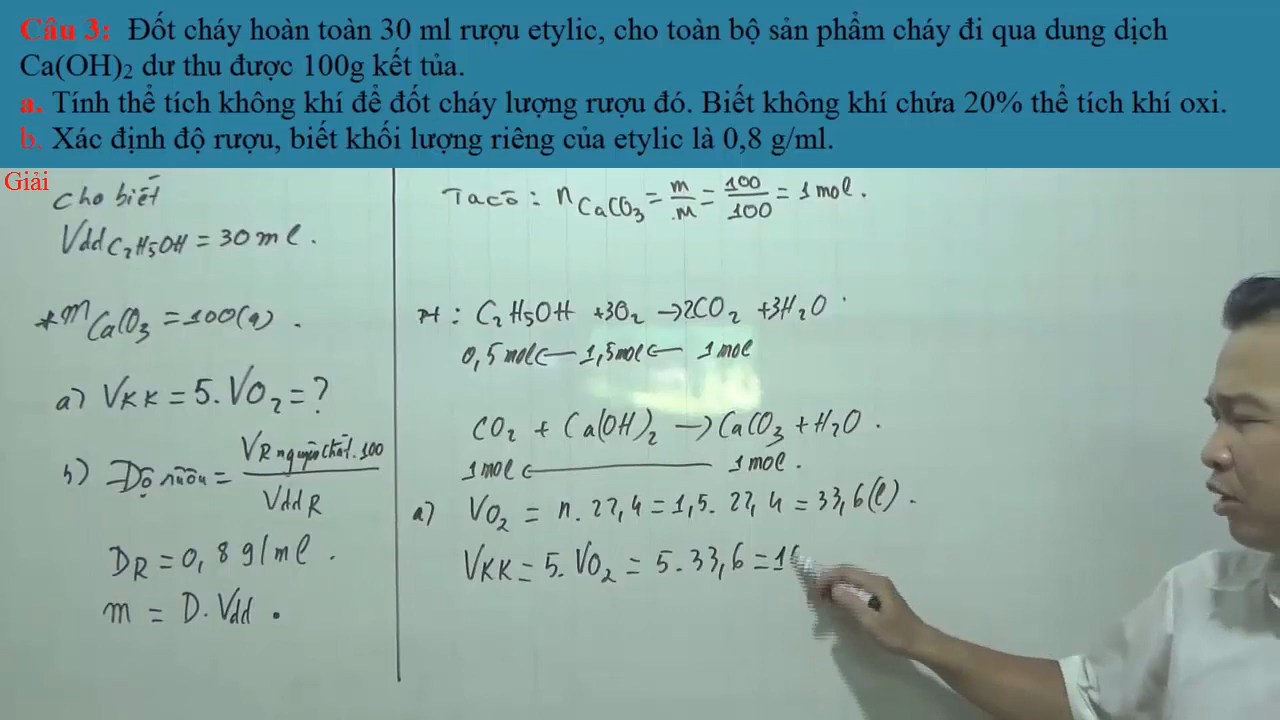 Câu 3: Đốt cháy hoàn toàn 30 ml rượu etylic, cho toàn bộ sản phẩm cháy đi qua dung dịch
Ca(OH)₂ dư thu được 100g kết tủa.
a. Tính thể tích không khí để đốt cháy lượng rượu đó. Biết không khí chứa 20% thể tích khí oxi.
b. Xác định độ rượu, biết khối lượng riêng của etylic là 0,8 g/ml.
Giải
Cho biết
Vdd C₂H₅OH = 30 ml.
* m CaCO₃ = 100(g).
a) VKK = 5. VO₂ = ?
b) Độ rượu = VR nguyên chất. 100
Vdd R
DR = 0,8 g/ml.
m = D. Vdd.
Ta có: n CaCO₃ = m/M = 100/100 = 1 mol.
Pt: C₂H₅OH + 3O₂ → 2CO₂ + 3H₂O
0,5 mol ← 1,5 mol ← 1 mol
CO₂ + Ca(OH)₂ → CaCO₃ + H₂O.
1 mol ← 1 mol.
a) VO₂ = n. 22,4 = 1,5. 22,4 = 33,6 (l).
VKK = 5. VO₂ = 5. 33,6 = 1